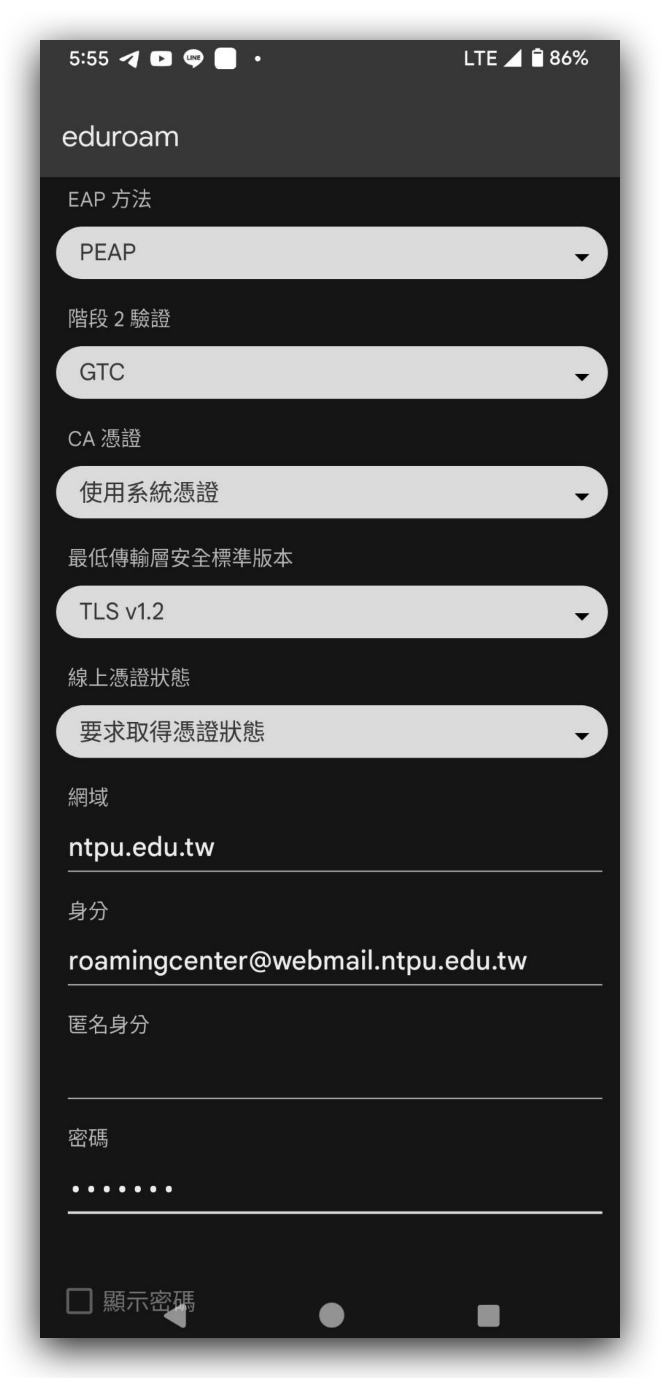 5:55 LINE LTE 86%
eduroam
EAP 方法
PEAP
階段 2 驗證
GTC
CA 憑證
使用系統憑證
最低傳輸層安全標準版本
TLS v1.2
線上憑證狀態
要求取得憑證狀態
網域
ntpu.edu.tw
身分
roamingcenter@webmail.ntpu.edu.tw
匿名身分
密碼
•••••••
顯示密碼